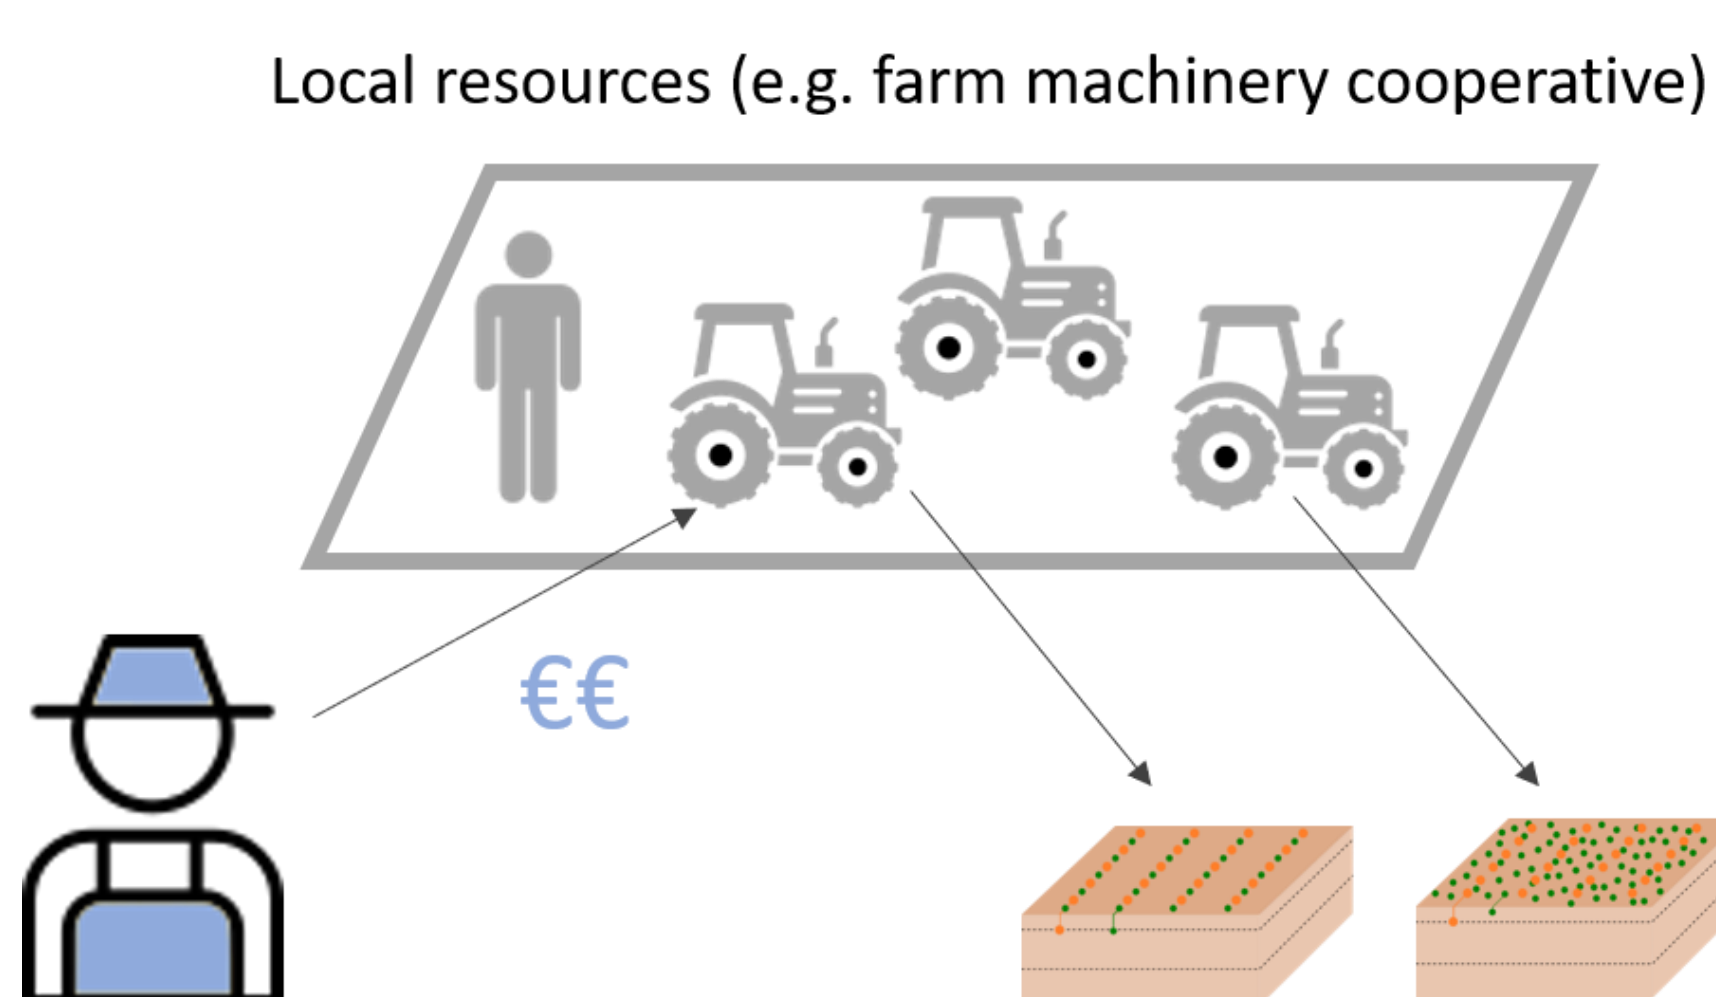 Local resources (e.g. farm machinery cooperative)
€€